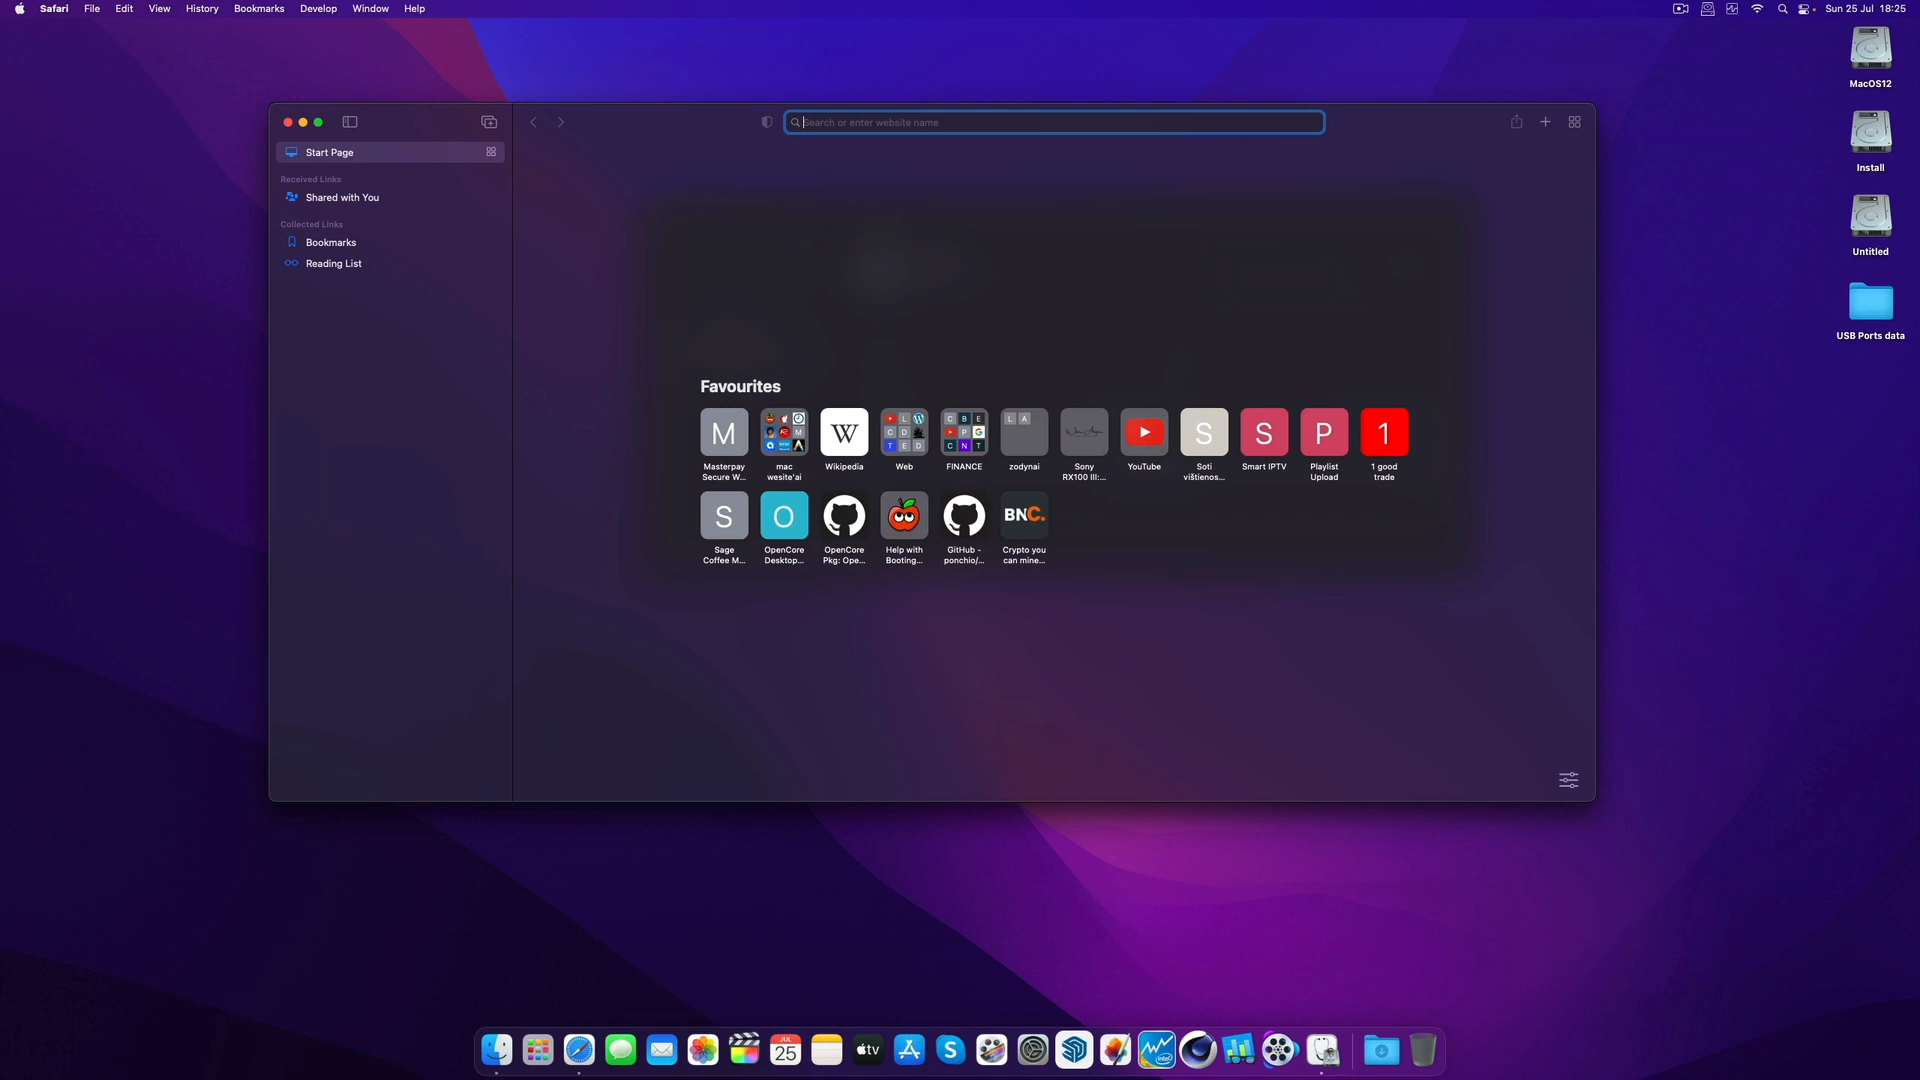 Safari File Edit View History Bookmarks Develop Window Help
Sun 25 Jul 18:25
MacOS12
Install
Untitled
USB Ports data
Search or enter website name
Start Page
Received Links
Shared with You
Collected Links
Bookmarks
Reading List
Favourites
M W S S P 1
Masterpay mac Wikipedia Web FINANCE zodynai Sony YouTube Soti Smart IPTV Playlist 1 good
Secure W... wesite'ai RX100 III:... vištienos... Upload trade
S O BNC.
Sage OpenCore OpenCore Help with GitHub - Crypto you
Coffee M... Desktop... Pkg: Ope... Booting... ponchio/... can mine...
JUL
25
tv
S
intel